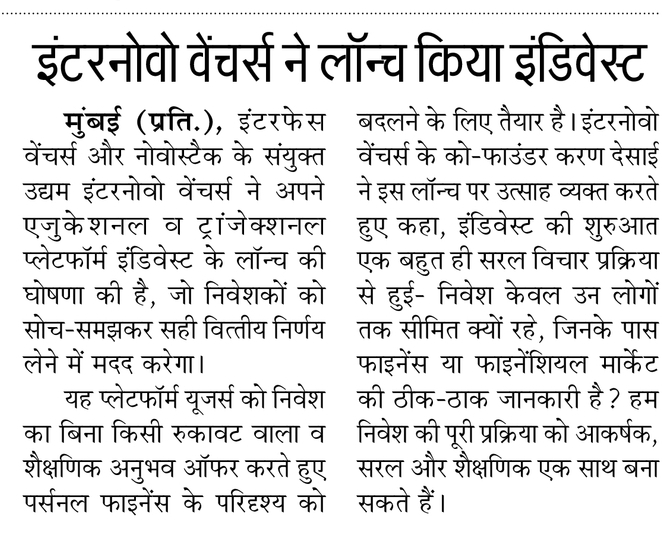 इंटरनोवो वेंचर्स ने लॉन्च किया इंडिवेस्ट
मुंबई (प्रति.), इंटरफेस
वेंचर्स और नोवोस्टैक के संयुक्त
उद्यम इंटरनोवो वेंचर्स ने अपने
एजुकेशनल व ट्रांजेक्शनल
प्लेटफॉर्म इंडिवेस्ट के लॉन्च की
घोषणा की है, जो निवेशकों को
सोच-समझकर सही वित्तीय निर्णय
लेने में मदद करेगा।
यह प्लेटफॉर्म यूजर्स को निवेश
का बिना किसी रुकावट वाला व
शैक्षणिक अनुभव ऑफर करते हुए
पर्सनल फाइनेंस के परिदृश्य को
बदलने के लिए तैयार है। इंटरनोवो
वेंचर्स के को-फाउंडर करण देसाई
ने इस लॉन्च पर उत्साह व्यक्त करते
हुए कहा, इंडिवेस्ट की शुरुआत
एक बहुत ही सरल विचार प्रक्रिया
से हुई- निवेश केवल उन लोगों
तक सीमित क्यों रहे, जिनके पास
फाइनेंस या फाइनेंशियल मार्केट
की ठीक-ठाक जानकारी है? हम
निवेश की पूरी प्रक्रिया को आकर्षक,
सरल और शैक्षणिक एक साथ बना
सकते हैं।